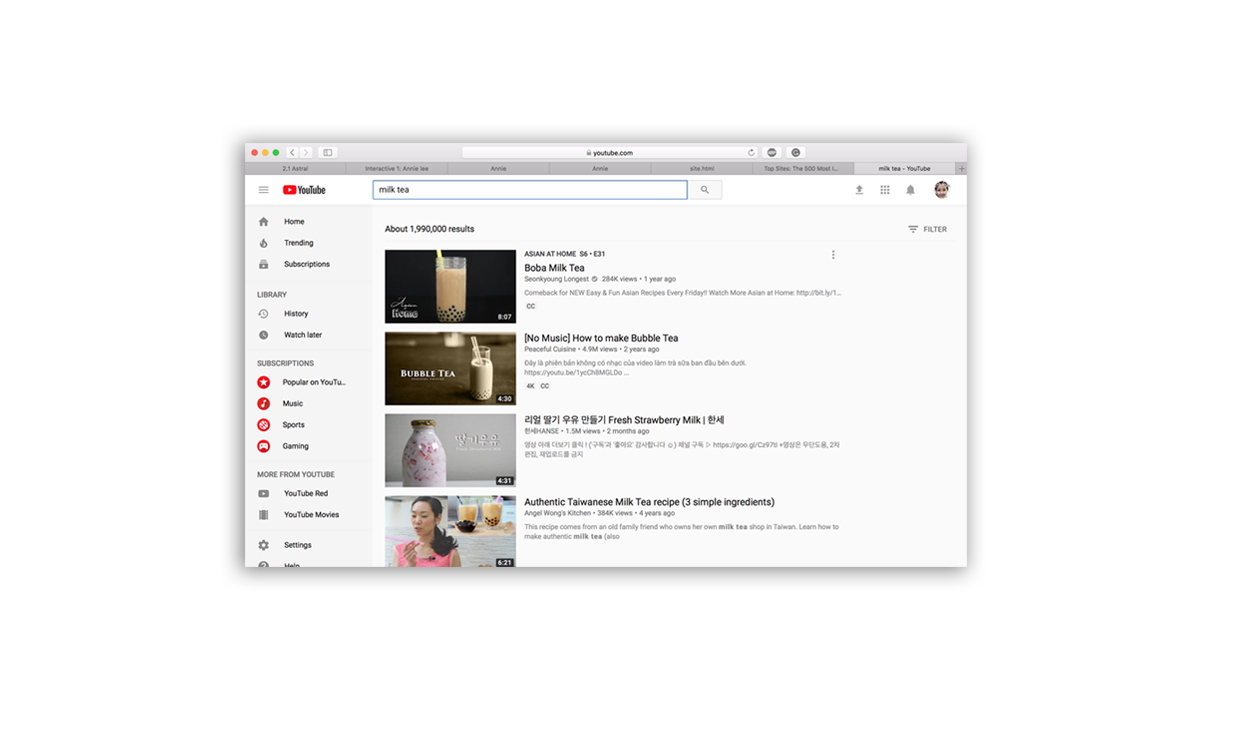 youtube.com
2.1 Astral
Interactive 1: Annie lee
Annie
Annie
site.html
Top Sites: The 500 Most I...
milk tea - YouTube
YouTube
milk tea
Home
Trending
Subscriptions
LIBRARY
History
Watch later
SUBSCRIPTIONS
Popular on YouTu...
Music
Sports
Gaming
MORE FROM YOUTUBE
YouTube Red
YouTube Movies
Settings
Help
About 1,990,000 results
FILTER
Asian
Home
8:07
ASIAN AT HOME S6 • E31
Boba Milk Tea
Seonkyoung Longest 284K views • 1 year ago
Comeback for NEW Easy & Fun Asian Recipes Every Friday!! Watch More Asian at Home: http://bit.ly/1...
CC
BUBBLE TEA
4:30
[No Music] How to make Bubble Tea
Peaceful Cuisine • 4.9M views • 2 years ago
Đây là phiên bản không có nhạc của video làm trà sữa ban đầu bên dưới.
https://youtu.be/1ycCh8MGLDo ...
4K CC
딸기우유
4:31
리얼 딸기 우유 만들기 Fresh Strawberry Milk | 한세
한세HANSE • 1.5M views • 2 months ago
영상 아래 더보기 클릭 ! ('구독'과 '좋아요' 감사합니다 ☺) 채널 구독 ▷ https://goo.gl/Cz97tl +영상은 무단도용, 2차
편집, 재업로드를 금지
6:21
Authentic Taiwanese Milk Tea recipe (3 simple ingredients)
Angel Wong's Kitchen • 384K views • 4 years ago
This recipe comes from an old family friend who owns her own milk tea shop in Taiwan. Learn how to
make authentic milk tea (also